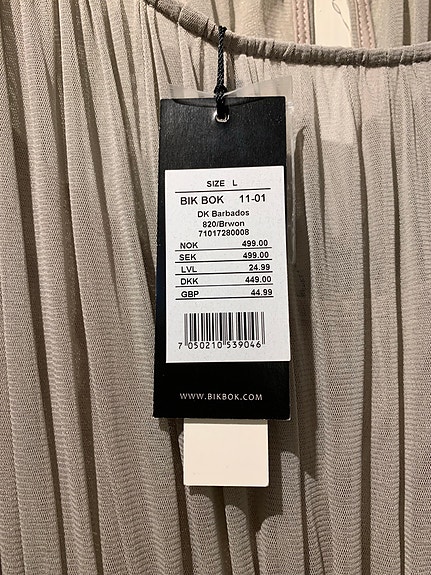 SIZE L
BIK BOK 11-01
DK Barbados
820/Brwon
71017280008
NOK 499.00
SEK 499.00
LVL 24.99
DKK 449.00
GBP 44.99
7 050210 539046
WWW.BIKBOK.COM